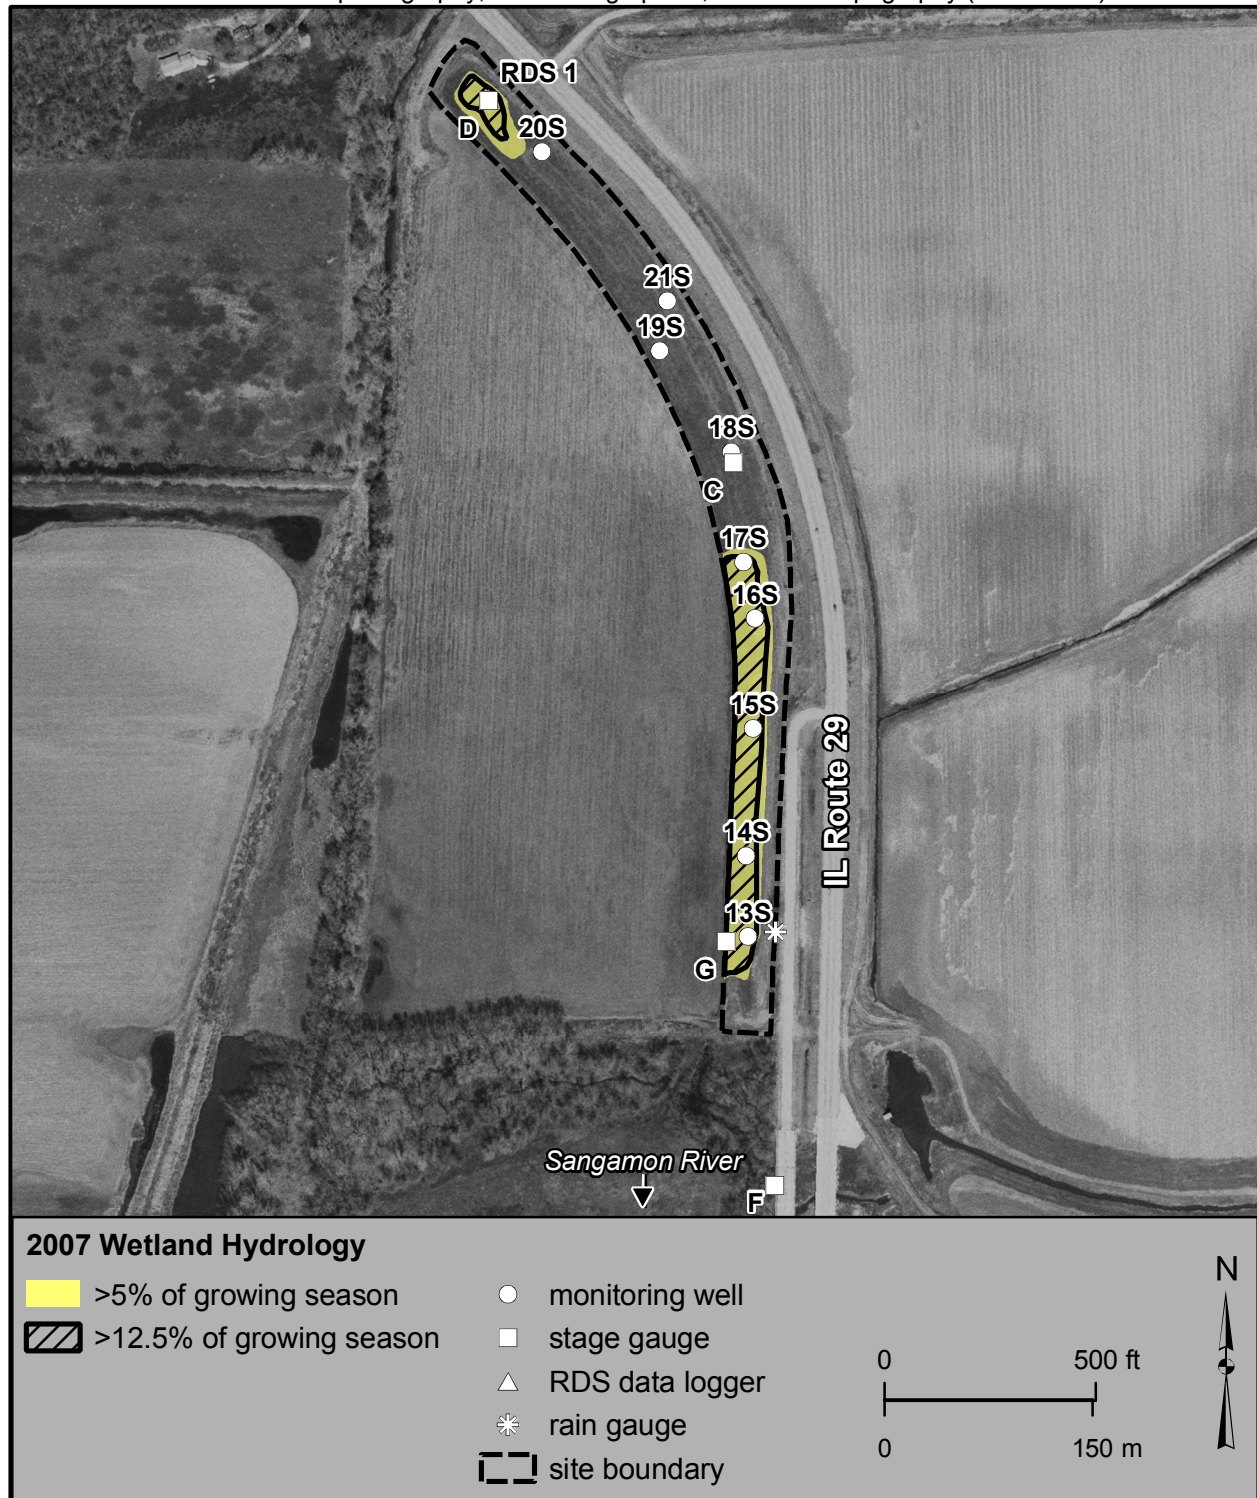 RDS 1
D
20S
21S
19S
18S
C
17S
16S
15S
IL Route 29
14S
13S
G
Sangamon River
F
2007 Wetland Hydrology
>5% of growing season
>12.5% of growing season
monitoring well
stage gauge
RDS data logger
rain gauge
site boundary
0 500 ft
0 150 m
N